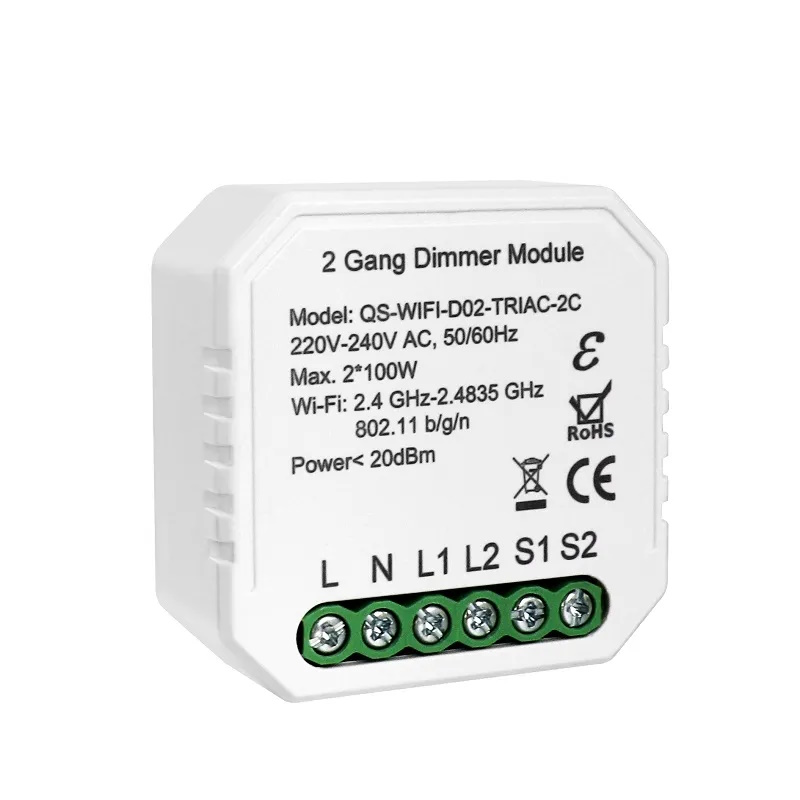 2 Gang Dimmer Module
Model: QS-WIFI-D02-TRIAC-2C
220V-240V AC, 50/60Hz
Max. 2*100W
Wi-Fi: 2.4 GHz-2.4835 GHz
802.11 b/g/n
Power< 20dBm
RoHS
CE
L N L1 L2 S1 S2